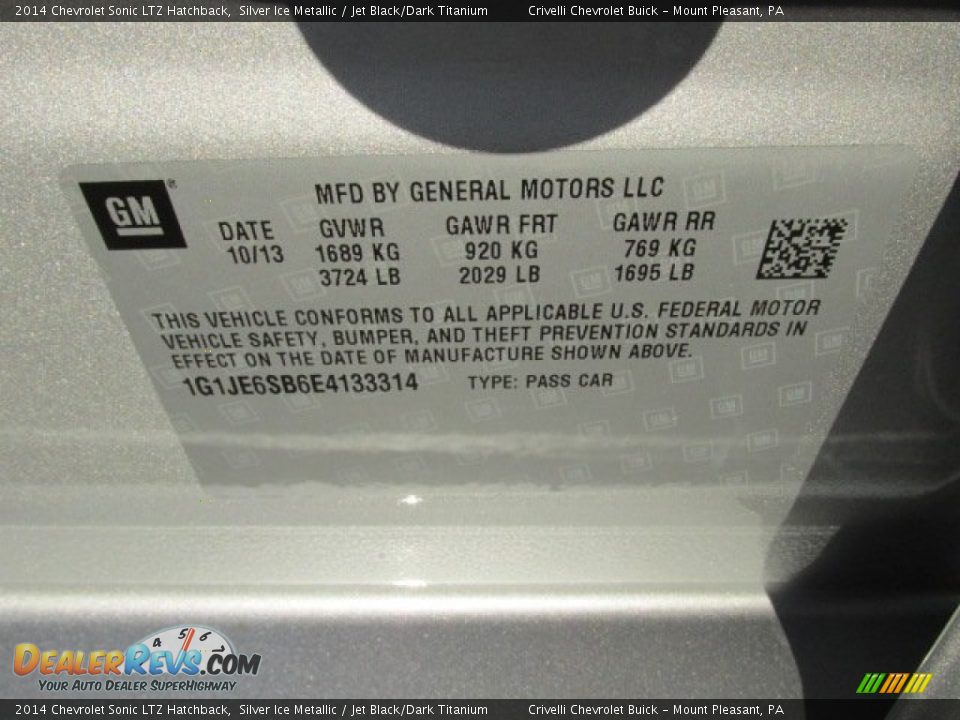 2014 Chevrolet Sonic LTZ Hatchback, Silver Ice Metallic / Jet Black/Dark Titanium Crivelli Chevrolet Buick - Mount Pleasant, PA
GM ®
MFD BY GENERAL MOTORS LLC
DATE GVWR GAWR FRT GAWR RR
10/13 1689 KG 920 KG 769 KG
3724 LB 2029 LB 1695 LB
THIS VEHICLE CONFORMS TO ALL APPLICABLE U.S. FEDERAL MOTOR
VEHICLE SAFETY, BUMPER, AND THEFT PREVENTION STANDARDS IN
EFFECT ON THE DATE OF MANUFACTURE SHOWN ABOVE.
1G1JE6SB6E4133314 TYPE: PASS CAR
4 5 6
DealerRevs.com
Your Auto Dealer SuperHighway
2014 Chevrolet Sonic LTZ Hatchback, Silver Ice Metallic / Jet Black/Dark Titanium Crivelli Chevrolet Buick - Mount Pleasant, PA